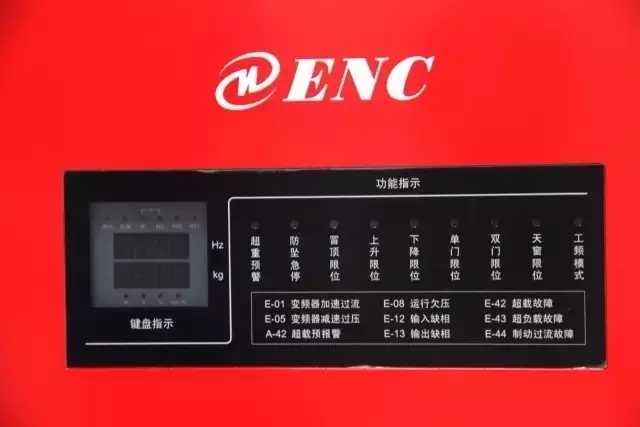 ENC
功能指示
Hz
kg
键盘指示
超重预警
防坠急停
冒顶限位
上升限位
下降限位
单门限位
双门限位
天窗限位
工频模式
E-01 变频器加速过流
E-08 运行欠压
E-42 超载故障
E-05 变频器减速过压
E-12 输入缺相
E-43 超负载故障
A-42 超载预报警
E-13 输出缺相
E-44 制动过流故障